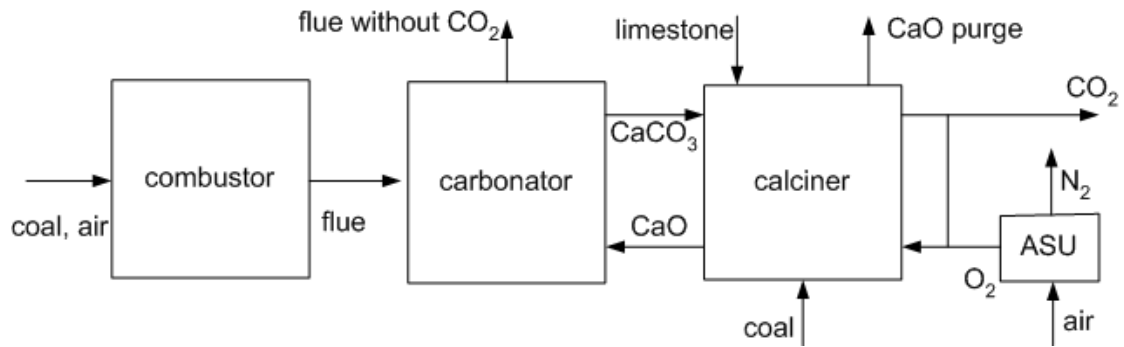 flue without CO₂
limestone
CaO purge
CO₂
combustor
carbonator
calciner
CaCO₃
N₂
coal, air
flue
CaO
O₂
ASU
coal
air